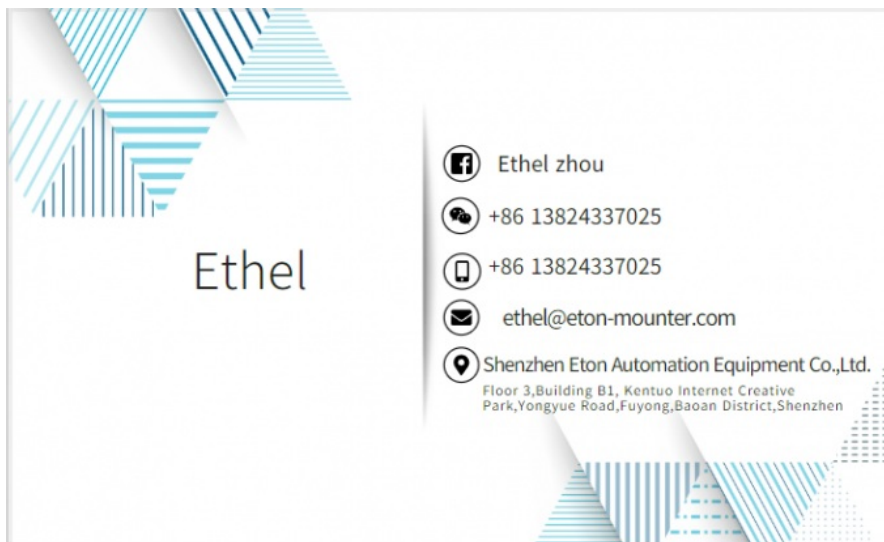 Ethel
Ethel zhou
+86 13824337025
+86 13824337025
ethel@eton-mounter.com
Shenzhen Eton Automation Equipment Co.,Ltd.
Floor 3,Building B1, Kentuo Internet Creative
Park,Yongyue Road,Fuyong,Baoan District,Shenzhen